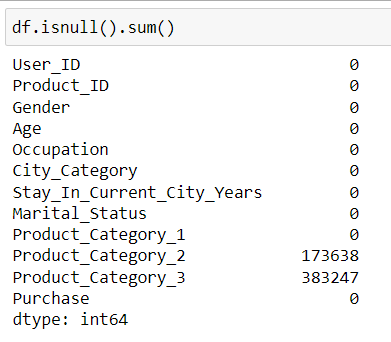 df.isnull().sum()
User_ID 0
Product_ID 0
Gender 0
Age 0
Occupation 0
City_Category 0
Stay_In_Current_City_Years 0
Marital_Status 0
Product_Category_1 0
Product_Category_2 173638
Product_Category_3 383247
Purchase 0
dtype: int64